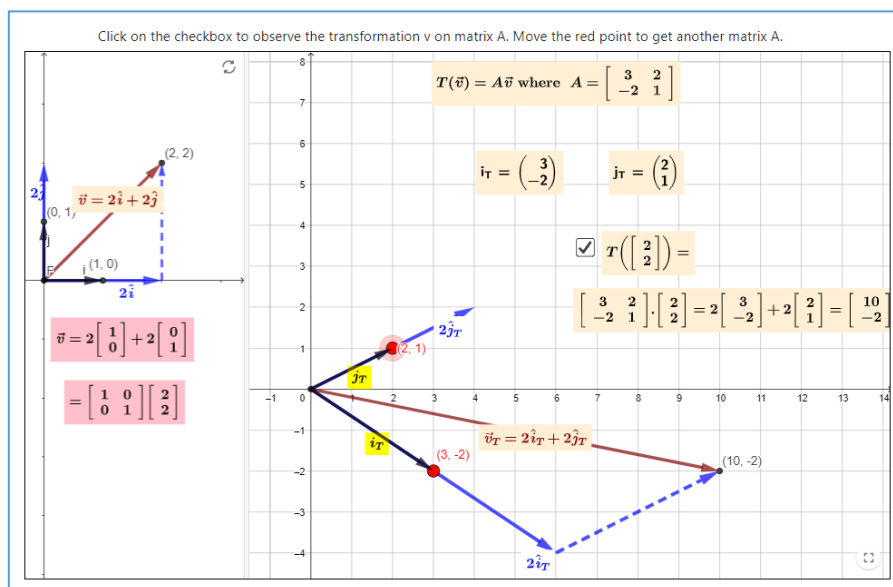 Click on the checkbox to observe the transformation v on matrix A. Move the red point to get another matrix A.
(2, 2)
2ĵ
v⃗ = 2î + 2ĵ
(0, 1)
j
F
i
(1, 0)
2î
v⃗ = 2[1 0] + 2[0 1]
= [1 0 0 1][2 2]
8
7
6
5
4
3
2
1
-1
-2
-3
-4
-1 0 1 2 3 4 5 6 7 8 9 10 11 12 13 14
T(v⃗) = Av⃗ where A = [3 2 -2 1]
i_T = (3 -2)
j_T = (2 1)
T([2 2]) =
[3 2 -2 1].[2 2] = 2[3 -2] + 2[2 1] = [10 -2]
2ĵ_T
(2, 1)
j_T
i_T
(3, -2)
v⃗_T = 2î_T + 2ĵ_T
(10, -2)
2î_T